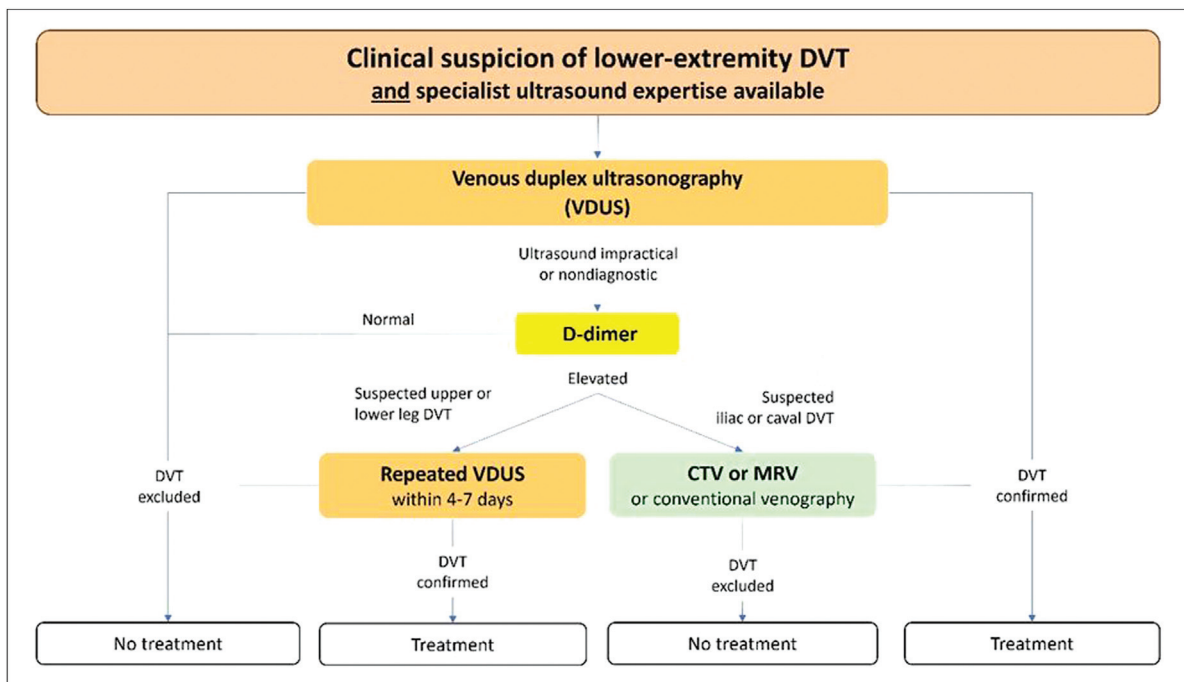 Clinical suspicion of lower-extremity DVT
and specialist ultrasound expertise available
Venous duplex ultrasonography
(VDUS)
Ultrasound impractical
or nondiagnostic
Normal
D-dimer
Elevated
Suspected upper or
lower leg DVT
Suspected
iliac or caval DVT
DVT
excluded
Repeated VDUS
within 4-7 days
CTV or MRV
or conventional venography
DVT
confirmed
DVT
confirmed
DVT
excluded
No treatment
Treatment
No treatment
Treatment